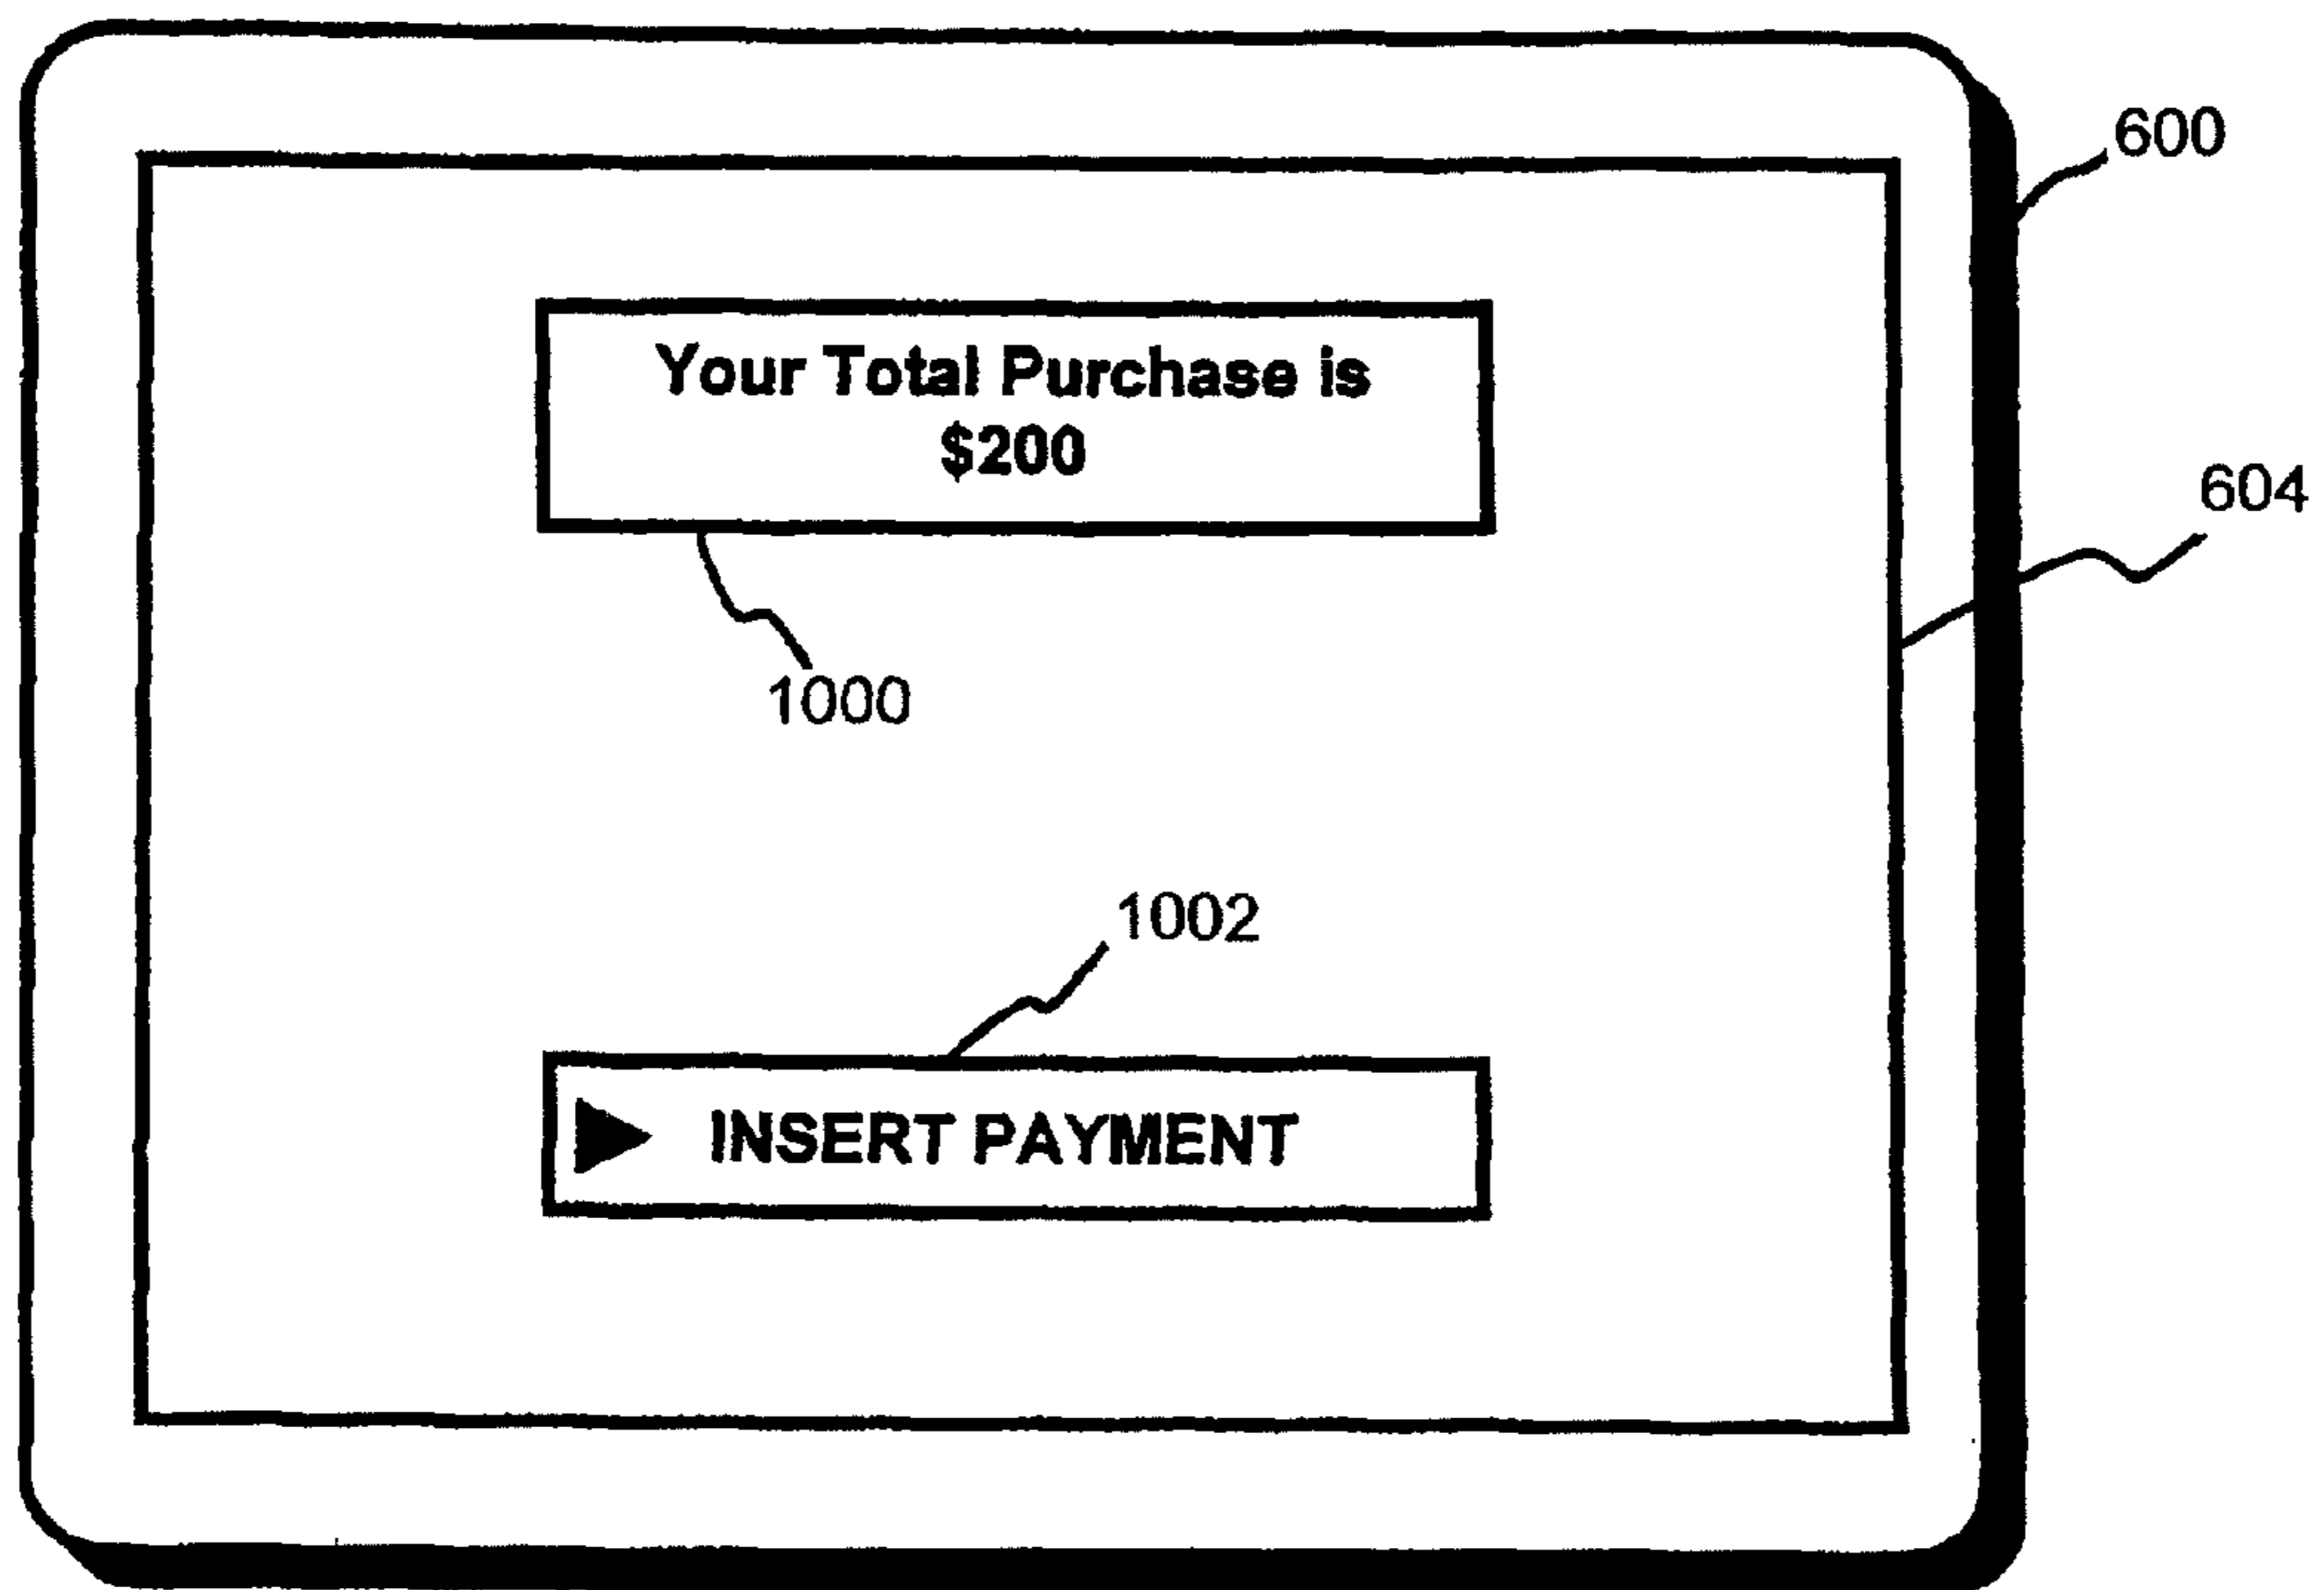 600
Your Total Purchase is
$200
604
1000
1002
INSERT PAYMENT